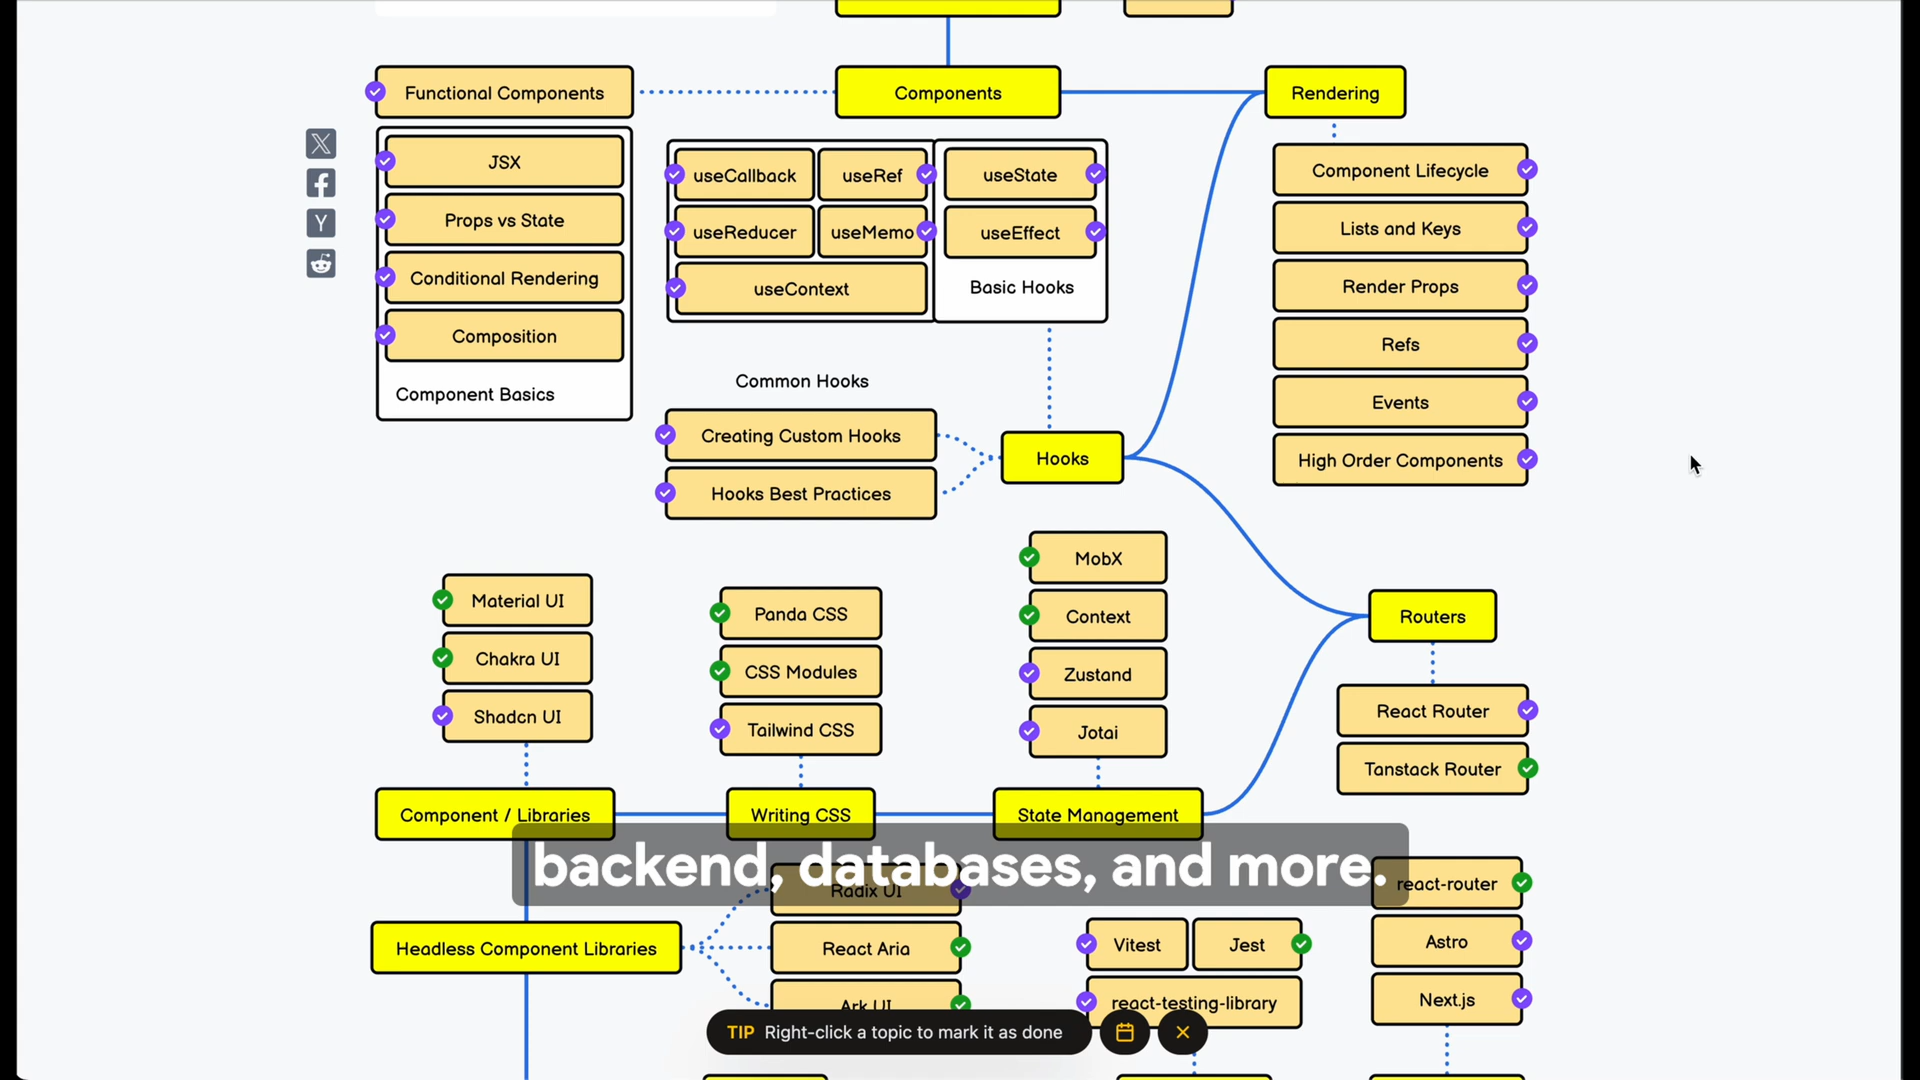 Functional Components
Components
Rendering
JSX
Props vs State
Conditional Rendering
Composition
Component Basics
useCallback
useRef
useReducer
useMemo
useContext
useState
useEffect
Basic Hooks
Common Hooks
Creating Custom Hooks
Hooks Best Practices
Hooks
Component Lifecycle
Lists and Keys
Render Props
Refs
Events
High Order Components
Material UI
Chakra UI
Shadcn UI
Panda CSS
CSS Modules
Tailwind CSS
MobX
Context
Zustand
Jotai
Routers
React Router
Tanstack Router
Component / Libraries
Writing CSS
State Management
backend, databases, and more.
Radix UI
React Aria
Ark UI
Headless Component Libraries
Vitest
Jest
react-testing-library
react-router
Astro
Next.js
TIP Right-click a topic to mark it as done